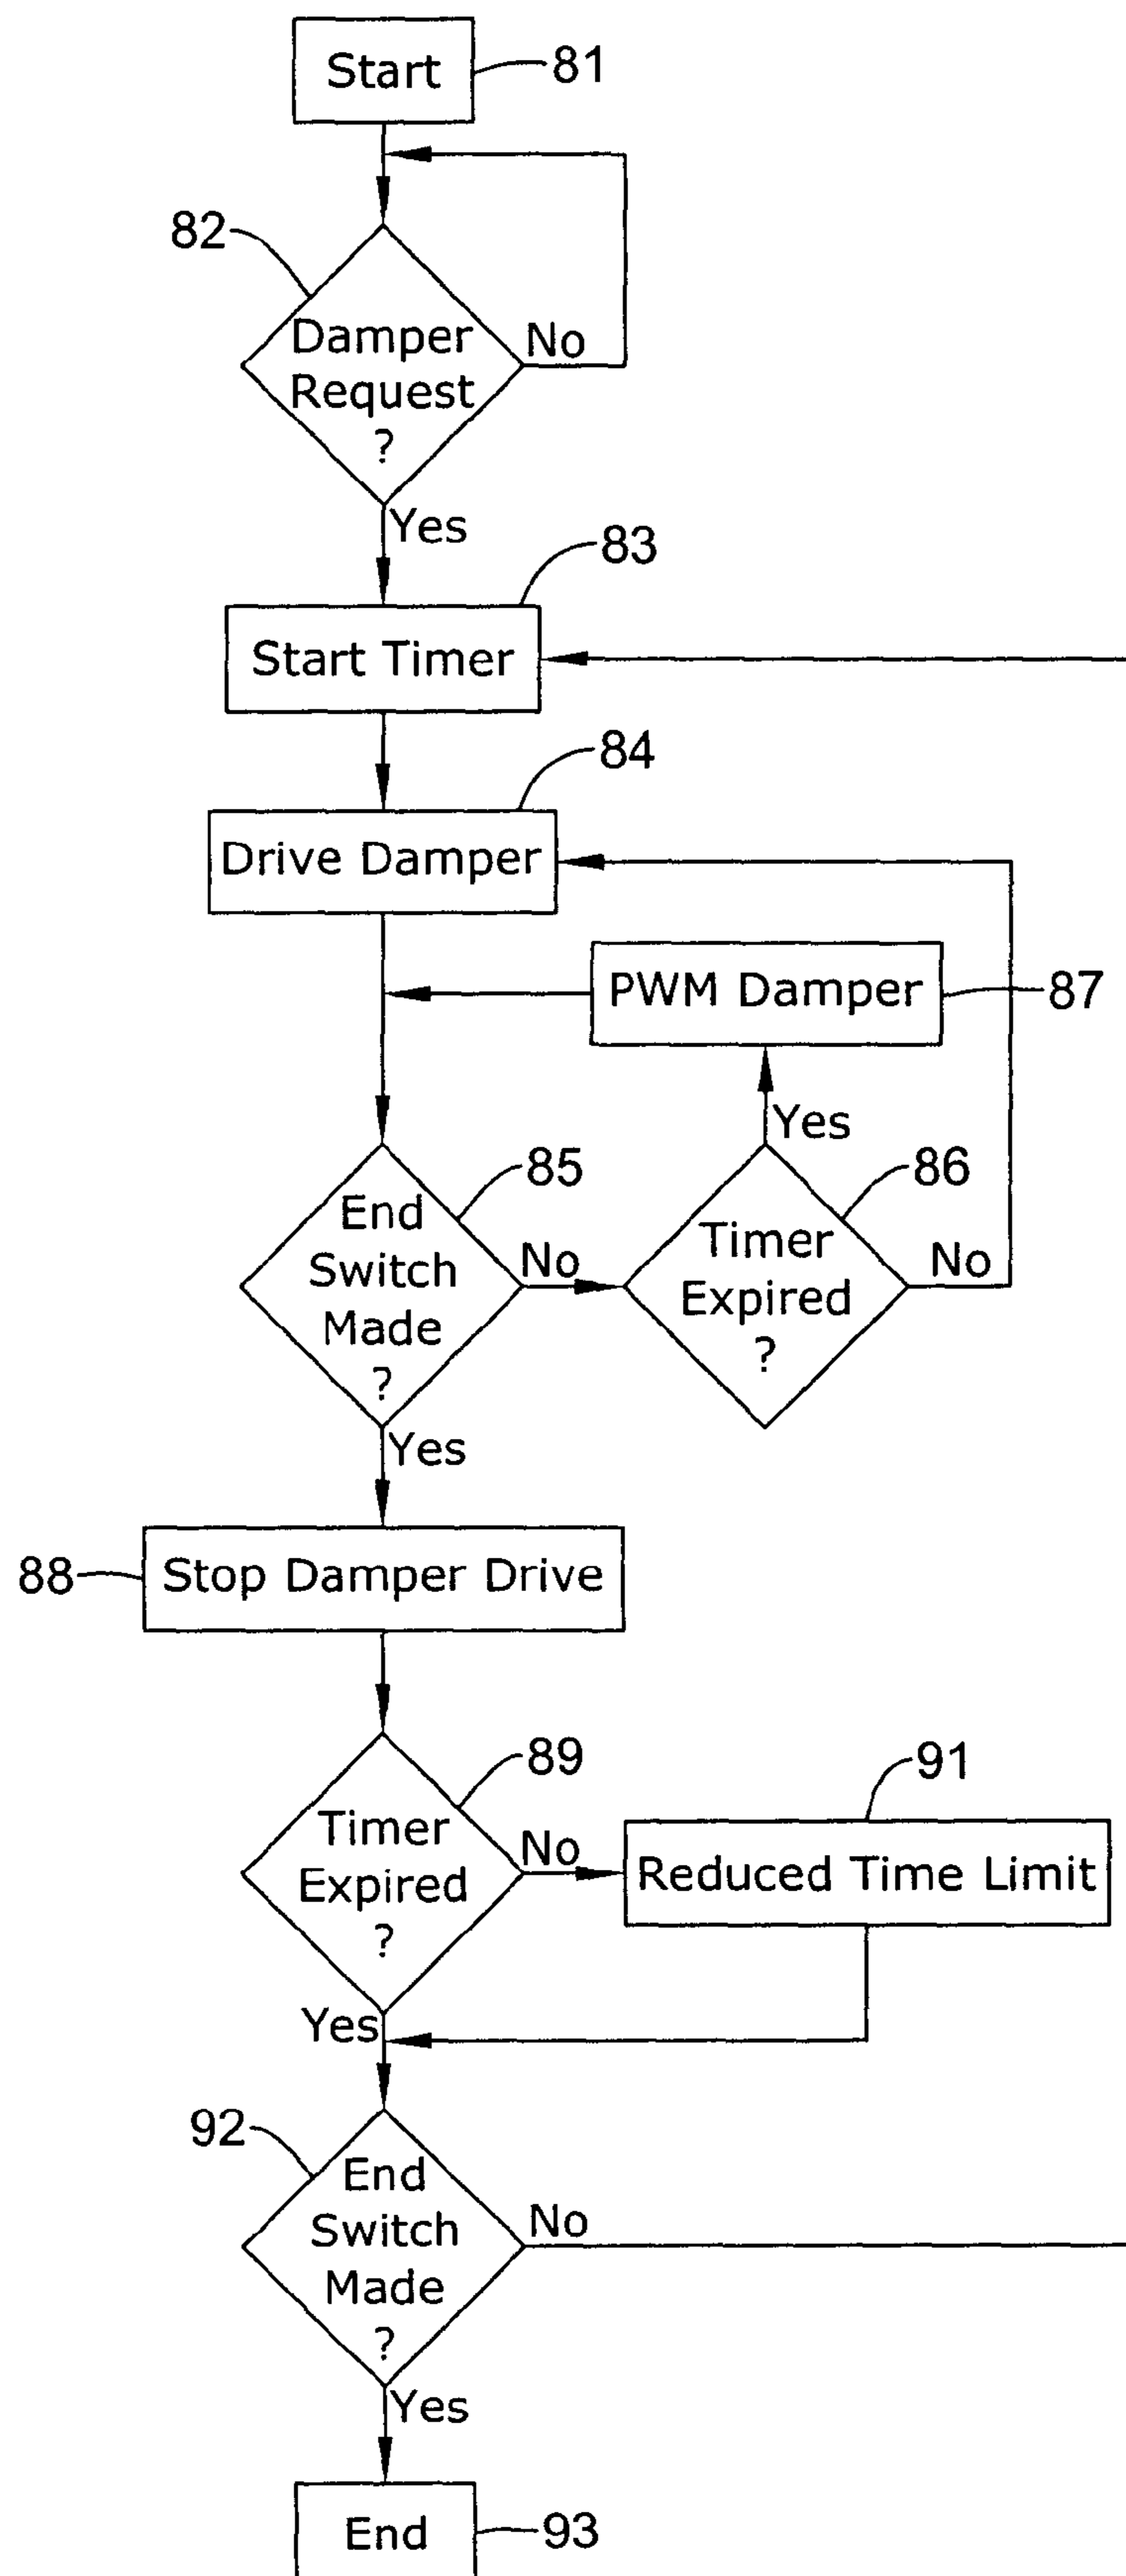 Start
81
82
Damper
Request
?
No
Yes
83
Start Timer
84
Drive Damper
PWM Damper
87
Yes
85
86
End
Switch
Made
?
No
Timer
Expired
?
No
Yes
88
Stop Damper Drive
89
91
Timer
Expired
?
No
Reduced Time Limit
Yes
92
End
Switch
Made
?
No
Yes
End
93